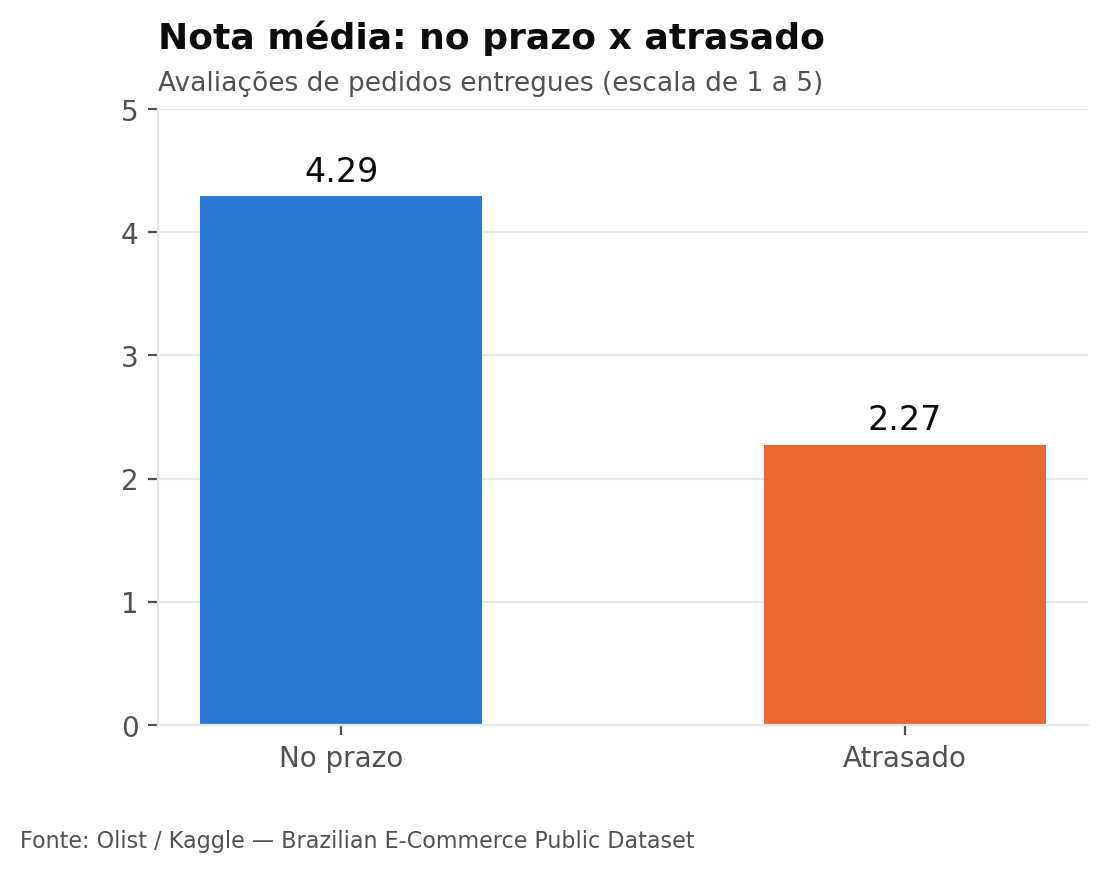 Nota média: no prazo x atrasado
Avaliações de pedidos entregues (escala de 1 a 5)
5
4.29
4
3
2.27
2
1
0
No prazo Atrasado
Fonte: Olist / Kaggle — Brazilian E-Commerce Public Dataset